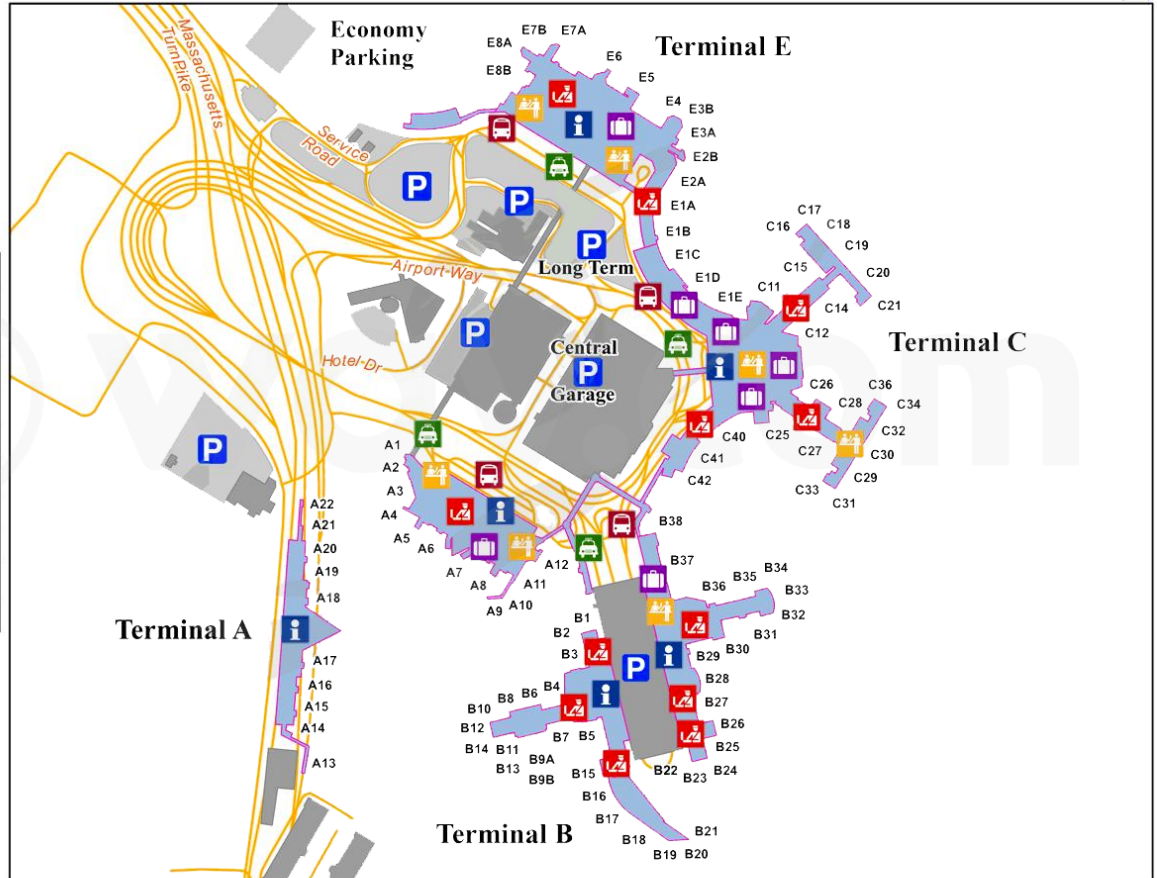 Economy
Parking
Terminal E
Massachusetts
TurnPike
Service
Road
E7B
E7A
E8A
E8B
E6
E5
E4
E3B
E3A
E2B
E2A
E1A
E1B
E1C
E1D
E1E
P
P
P
Long Term
Airport Way
Hotel Dr
P
Central
P
Garage
P
C17
C16
C18
C19
C15
C20
C21
C11
C14
C12
Terminal C
C26
C36
C28
C34
C32
C25
C30
C27
C29
C33
C31
C40
C41
C42
A1
A2
A3
A4
A5
A6
A7
A8
A9
A10
A11
A12
A22
A21
A20
A19
A18
Terminal A
A17
A16
A15
A14
A13
B38
B37
B36
B35
B34
B33
B32
B31
B30
B29
B28
B27
B26
B25
B24
B23
B22
P
B1
B2
B3
B4
B6
B8
B10
B12
B14
B11
B13
B7
B5
B9A
B9B
B15
B16
B17
B18
B19
B20
B21
Terminal B